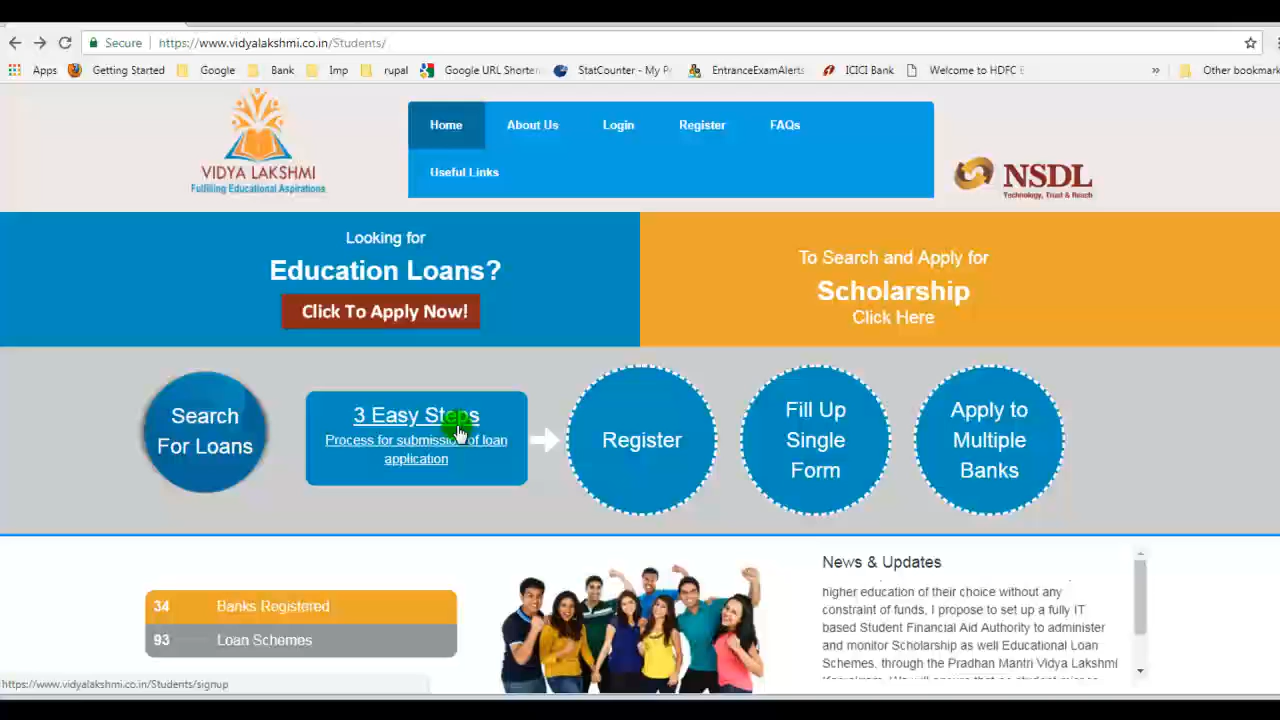 Secure | https://www.vidyalakshmi.co.in/Students/
Apps Getting Started Google Bank Imp rupal Google URL Shorten StatCounter - My P EntranceExamAlerts ICICI Bank Welcome to HDFC » Other bookmark
VIDYA LAKSHMI
Fulfilling Educational Aspirations
Home About Us Login Register FAQs
Useful Links
NSDL
Technology, Trust & Reach
Looking for
Education Loans?
Click To Apply Now!
To Search and Apply for
Scholarship
Click Here
Search
For Loans
3 Easy Steps
Process for submission of loan
application
Register
Fill Up
Single
Form
Apply to
Multiple
Banks
34 Banks Registered
93 Loan Schemes
News & Updates
higher education of their choice without any
constraint of funds, I propose to set up a fully IT
based Student Financial Aid Authority to administer
and monitor Scholarship as well Educational Loan
Schemes, through the Pradhan Mantri Vidya Lakshmi
https://www.vidyalakshmi.co.in/Students/signup